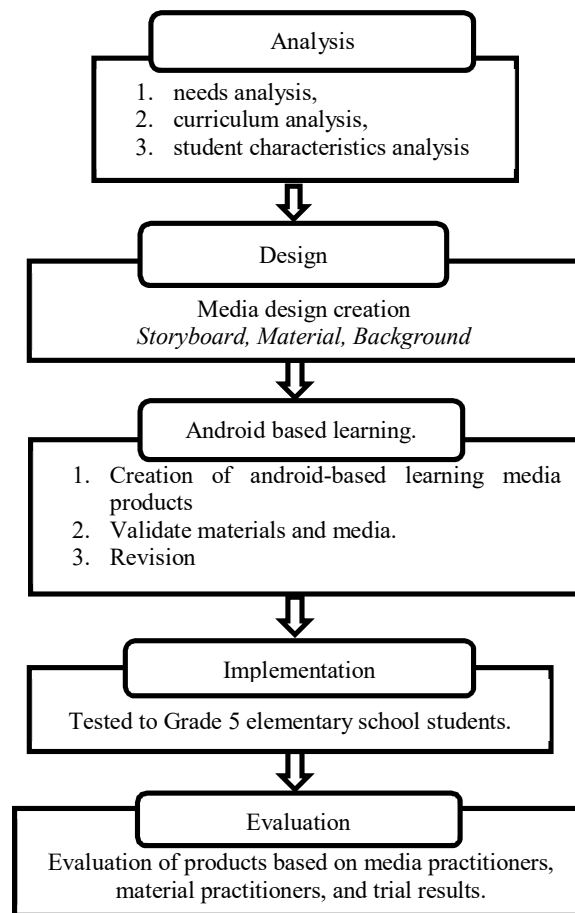 Analysis
1. needs analysis,
2. curriculum analysis,
3. student characteristics analysis
Design
Media design creation
Storyboard, Material, Background
Android based learning.
1. Creation of android-based learning media
products
2. Validate materials and media.
3. Revision
Implementation
Tested to Grade 5 elementary school students.
Evaluation
Evaluation of products based on media practitioners,
material practitioners, and trial results.